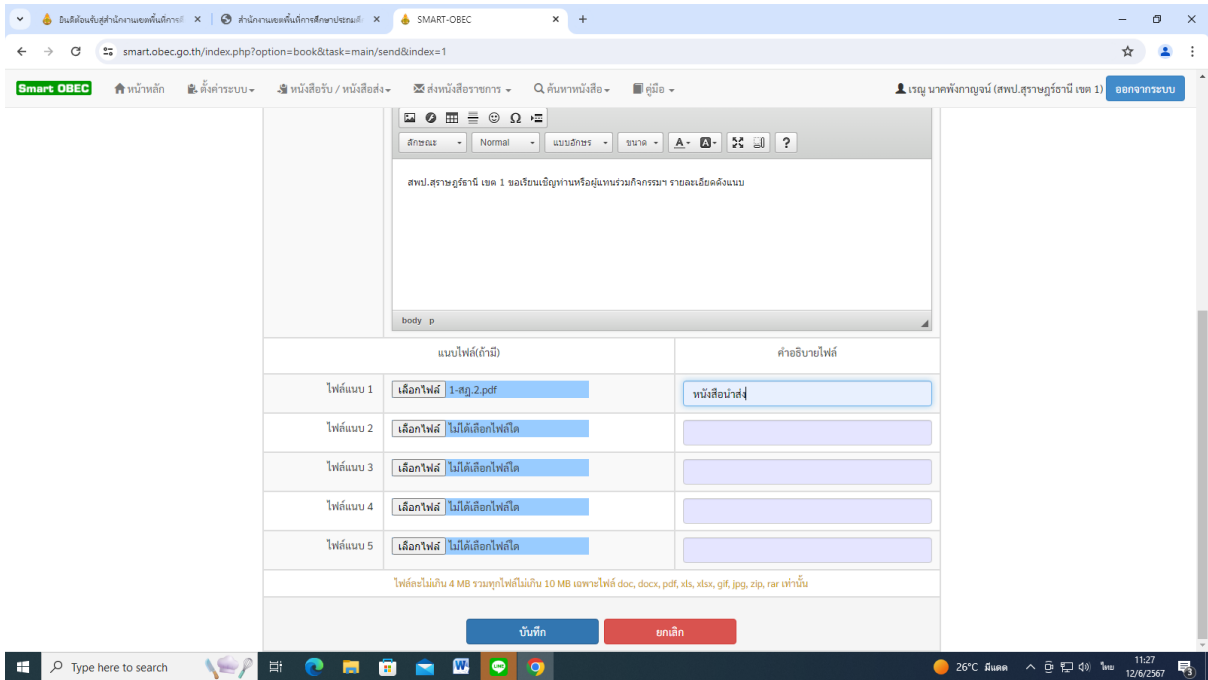 ยินดีต้อนรับสู่สำนักงานเขตพื้นที่การศึ
สำนักงานเขตพื้นที่การศึกษาประถมศึ
SMART-OBEC
smart.obec.go.th/index.php?option=book&task=main/send&index=1
Smart OBEC หน้าหลัก ตั้งค่าระบบ หนังสือรับ / หนังสือส่ง ส่งหนังสือราชการ ค้นหาหนังสือ คู่มือ เรณู นาคพังกาญจน์ (สพป.สุราษฎร์ธานี เขต 1) ออกจากระบบ
ลักษณะ Normal แบบอักษร ขนาด A A ?
สพป.สุราษฎร์ธานี เขต 1 ขอเรียนเชิญท่านหรือผู้แทนร่วมกิจกรรมฯ รายละเอียดดังแนบ
body p
แนบไฟล์(ถ้ามี) คำอธิบายไฟล์
ไฟล์แนบ 1 เลือกไฟล์ 1-สฎ.2.pdf หนังสือนำส่ง
ไฟล์แนบ 2 เลือกไฟล์ ไม่ได้เลือกไฟล์ใด
ไฟล์แนบ 3 เลือกไฟล์ ไม่ได้เลือกไฟล์ใด
ไฟล์แนบ 4 เลือกไฟล์ ไม่ได้เลือกไฟล์ใด
ไฟล์แนบ 5 เลือกไฟล์ ไม่ได้เลือกไฟล์ใด
ไฟล์ละไม่เกิน 4 MB รวมทุกไฟล์ไม่เกิน 10 MB เฉพาะไฟล์ doc, docx, pdf, xls, xlsx, gif, jpg, zip, rar เท่านั้น
บันทึก ยกเลิก
Type here to search 26°C มีแดด ไทย 11:27
12/6/2567